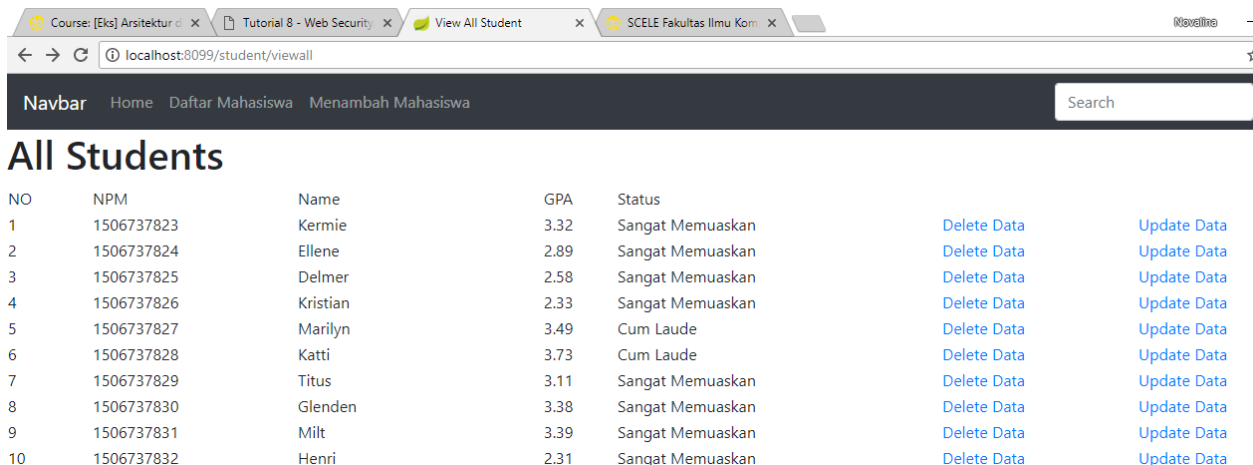 Course: [Eks] Arsitektur d
Tutorial 8 - Web Security
View All Student
SCELE Fakultas Ilmu Kom
Novalina
localhost:8099/student/viewall
Navbar Home Daftar Mahasiswa Menambah Mahasiswa Search
All Students
NO NPM Name GPA Status
1 1506737823 Kermie 3.32 Sangat Memuaskan Delete Data Update Data
2 1506737824 Ellene 2.89 Sangat Memuaskan Delete Data Update Data
3 1506737825 Delmer 2.58 Sangat Memuaskan Delete Data Update Data
4 1506737826 Kristian 2.33 Sangat Memuaskan Delete Data Update Data
5 1506737827 Marilyn 3.49 Cum Laude Delete Data Update Data
6 1506737828 Katti 3.73 Cum Laude Delete Data Update Data
7 1506737829 Titus 3.11 Sangat Memuaskan Delete Data Update Data
8 1506737830 Glenden 3.38 Sangat Memuaskan Delete Data Update Data
9 1506737831 Milt 3.39 Sangat Memuaskan Delete Data Update Data
10 1506737832 Henri 2.31 Sangat Memuaskan Delete Data Update Data